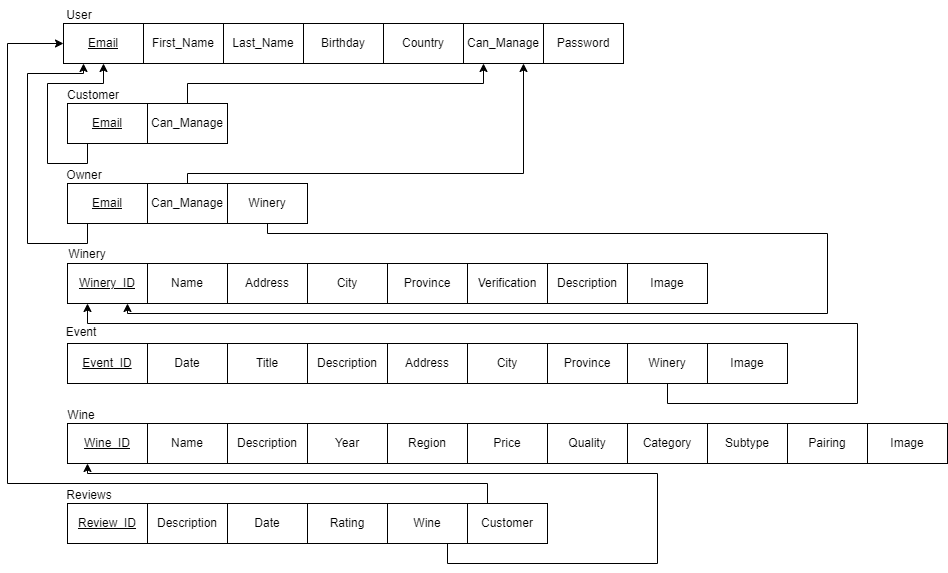 User
Email First_Name Last_Name Birthday Country Can_Manage Password
Customer
Email Can_Manage
Owner
Email Can_Manage Winery
Winery
Winery_ID Name Address City Province Verification Description Image
Event
Event_ID Date Title Description Address City Province Winery Image
Wine
Wine_ID Name Description Year Region Price Quality Category Subtype Pairing Image
Reviews
Review_ID Description Date Rating Wine Customer